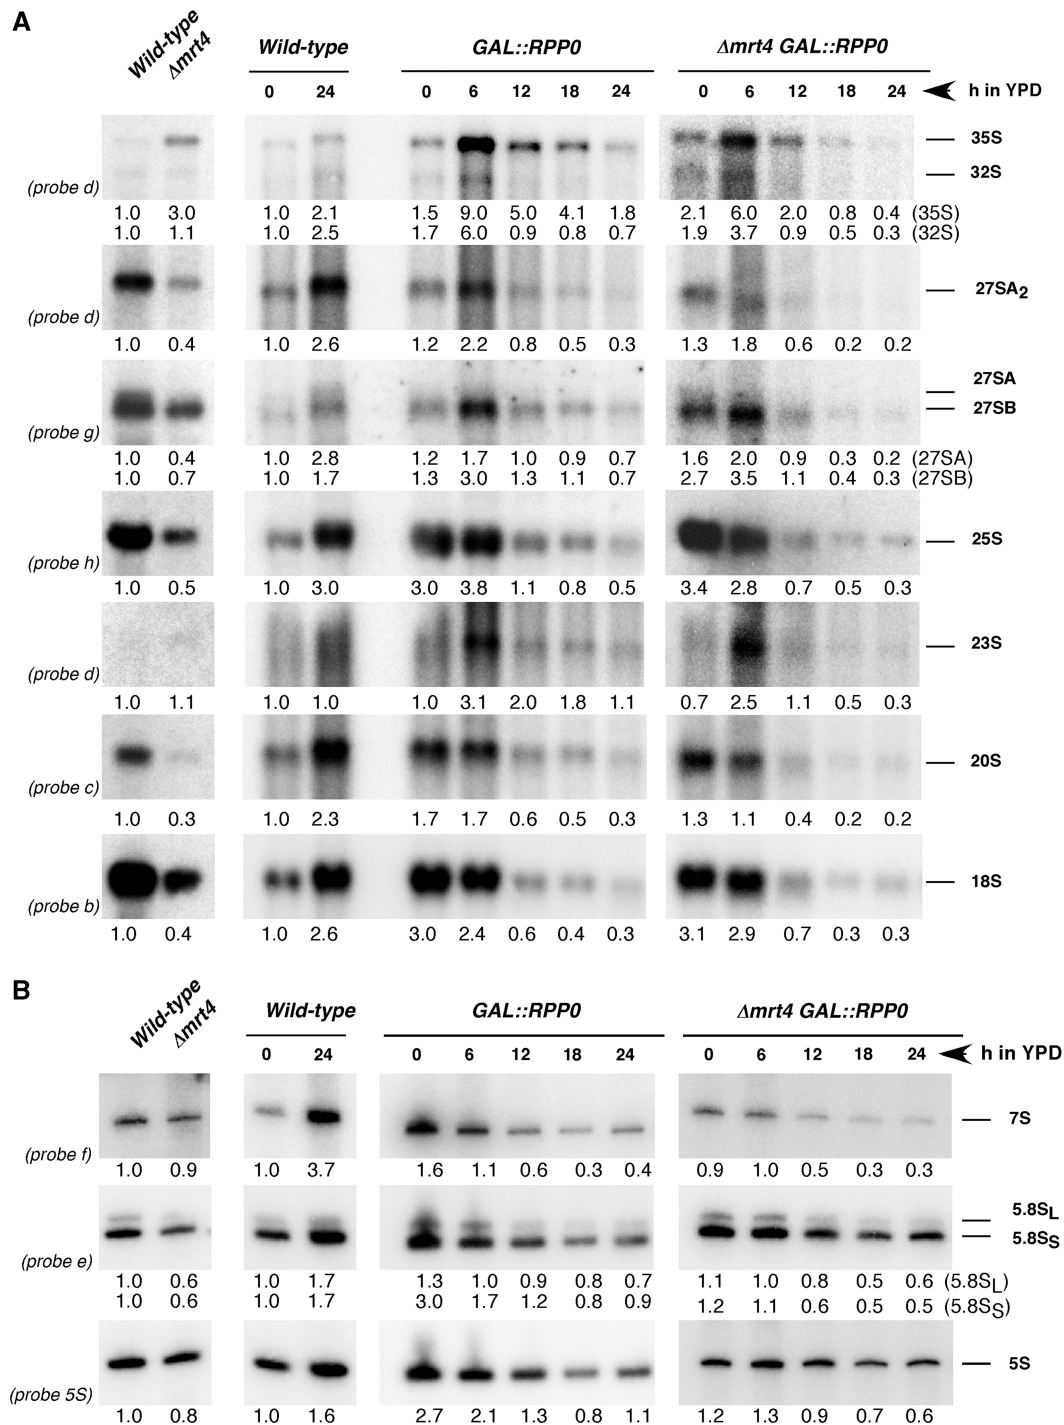 A
Wild-type Δmrt4
Wild-type GAL::RPP0 Δmrt4 GAL::RPP0
0 24 0 6 12 18 24 0 6 12 18 24 h in YPD
35S
32S
(probe d)
1.0 3.0 1.0 2.1 1.5 9.0 5.0 4.1 1.8 2.1 6.0 2.0 0.8 0.4 (35S)
1.0 1.1 1.0 2.5 1.7 6.0 0.9 0.8 0.7 1.9 3.7 0.9 0.5 0.3 (32S)
27SA2
(probe d)
1.0 0.4 1.0 2.6 1.2 2.2 0.8 0.5 0.3 1.3 1.8 0.6 0.2 0.2
27SA
27SB
(probe g)
1.0 0.4 1.0 2.8 1.2 1.7 1.0 0.9 0.7 1.6 2.0 0.9 0.3 0.2 (27SA)
1.0 0.7 1.0 1.7 1.3 3.0 1.3 1.1 0.7 2.7 3.5 1.1 0.4 0.3 (27SB)
25S
(probe h)
1.0 0.5 1.0 3.0 3.0 3.8 1.1 0.8 0.5 3.4 2.8 0.7 0.5 0.3
23S
(probe d)
1.0 1.1 1.0 1.0 1.0 3.1 2.0 1.8 1.1 0.7 2.5 1.1 0.5 0.3
20S
(probe c)
1.0 0.3 1.0 2.3 1.7 1.7 0.6 0.5 0.3 1.3 1.1 0.4 0.2 0.2
18S
(probe b)
1.0 0.4 1.0 2.6 3.0 2.4 0.6 0.4 0.3 3.1 2.9 0.7 0.3 0.3
B
Wild-type Δmrt4
Wild-type GAL::RPP0 Δmrt4 GAL::RPP0
0 24 0 6 12 18 24 0 6 12 18 24 h in YPD
7S
(probe f)
1.0 0.9 1.0 3.7 1.6 1.1 0.6 0.3 0.4 0.9 1.0 0.5 0.3 0.3
5.8SL
5.8SS
(probe e)
1.0 0.6 1.0 1.7 1.3 1.0 0.9 0.8 0.7 1.1 1.0 0.8 0.5 0.6 (5.8SL)
1.0 0.6 1.0 1.7 3.0 1.7 1.2 0.8 0.9 1.2 1.1 0.6 0.5 0.5 (5.8SS)
5S
(probe 5S)
1.0 0.8 1.0 1.6 2.7 2.1 1.3 0.8 1.1 1.2 1.3 0.9 0.7 0.6